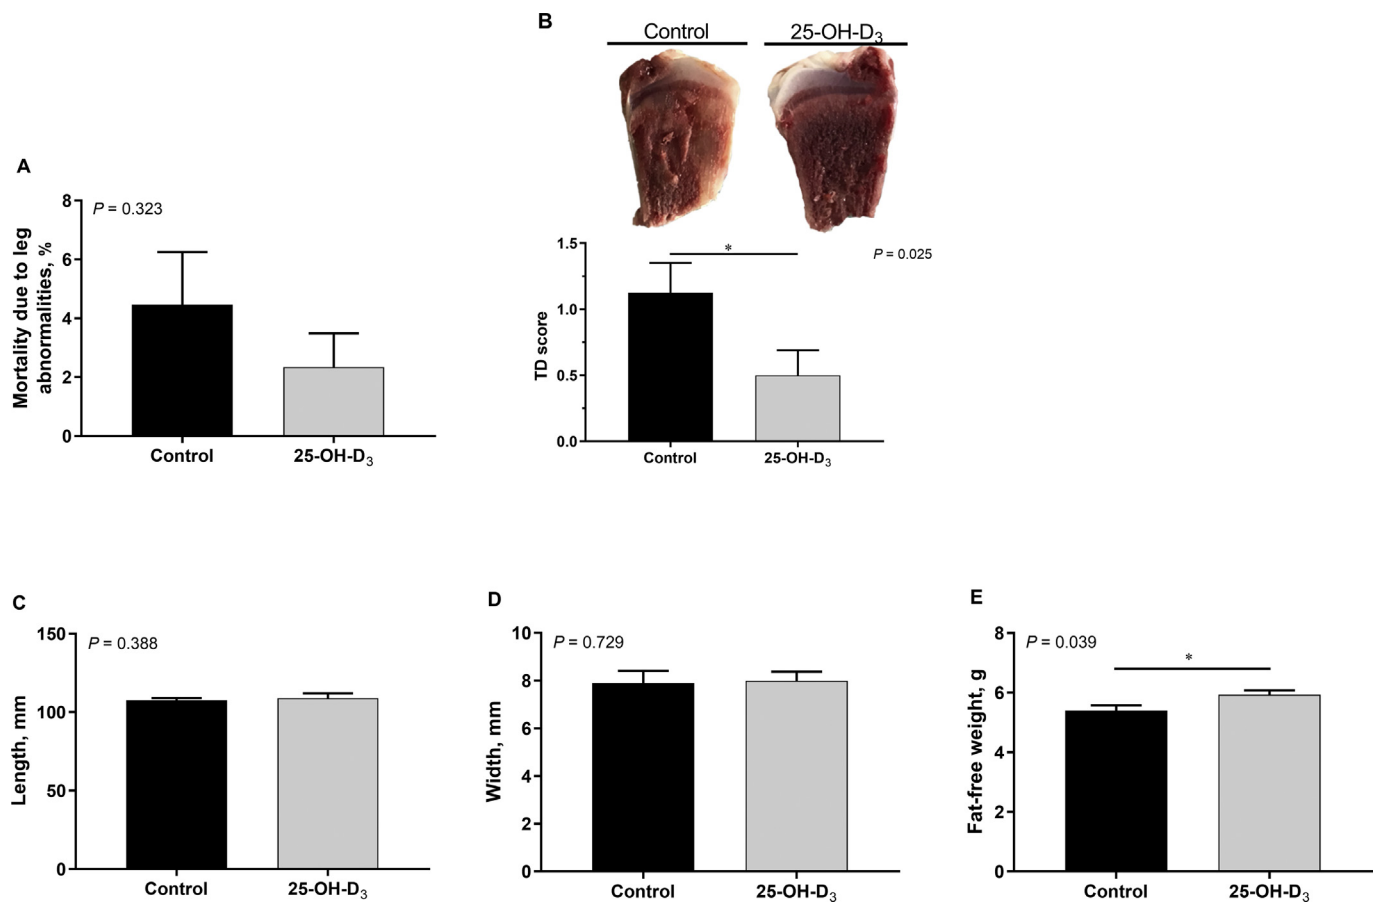 B
Control
25-OH-D₃
A
P = 0.323
8
6
4
2
0
Mortality due to leg
abnormalities, %
Control
25-OH-D₃
*
P = 0.025
1.5
1.0
0.5
0.0
TD score
Control
25-OH-D₃
C
P = 0.388
150
100
50
0
Length, mm
Control
25-OH-D₃
D
P = 0.729
10
8
6
4
2
0
Width, mm
Control
25-OH-D₃
E
P = 0.039
*
8
6
4
2
0
Fat-free weight, g
Control
25-OH-D₃